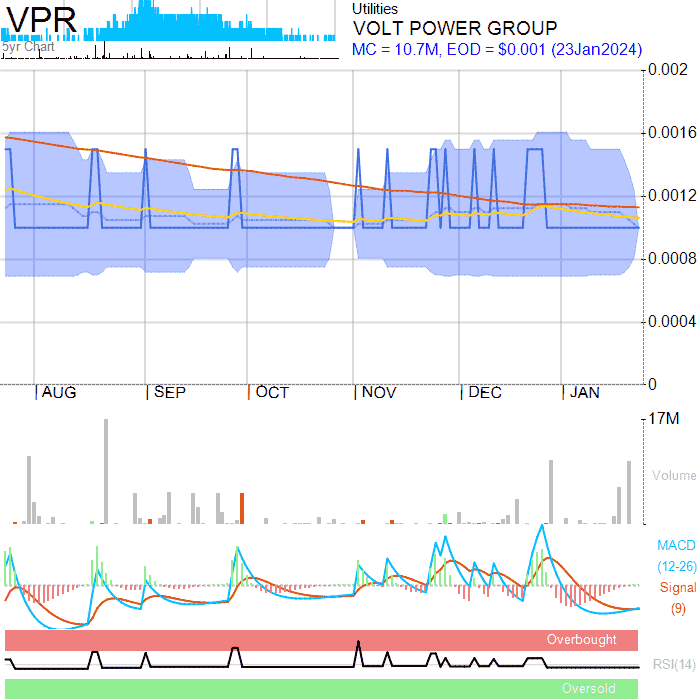 VPR
5yr Chart
Utilities
VOLT POWER GROUP
MC = 10.7M, EOD = $0.001 (23Jan2024)
0.002
0.0016
0.0012
0.0008
0.0004
0
AUG SEP OCT NOV DEC JAN
17M
Volume
MACD
(12-26)
Signal
(9)
Overbought
RSI(14)
Oversold